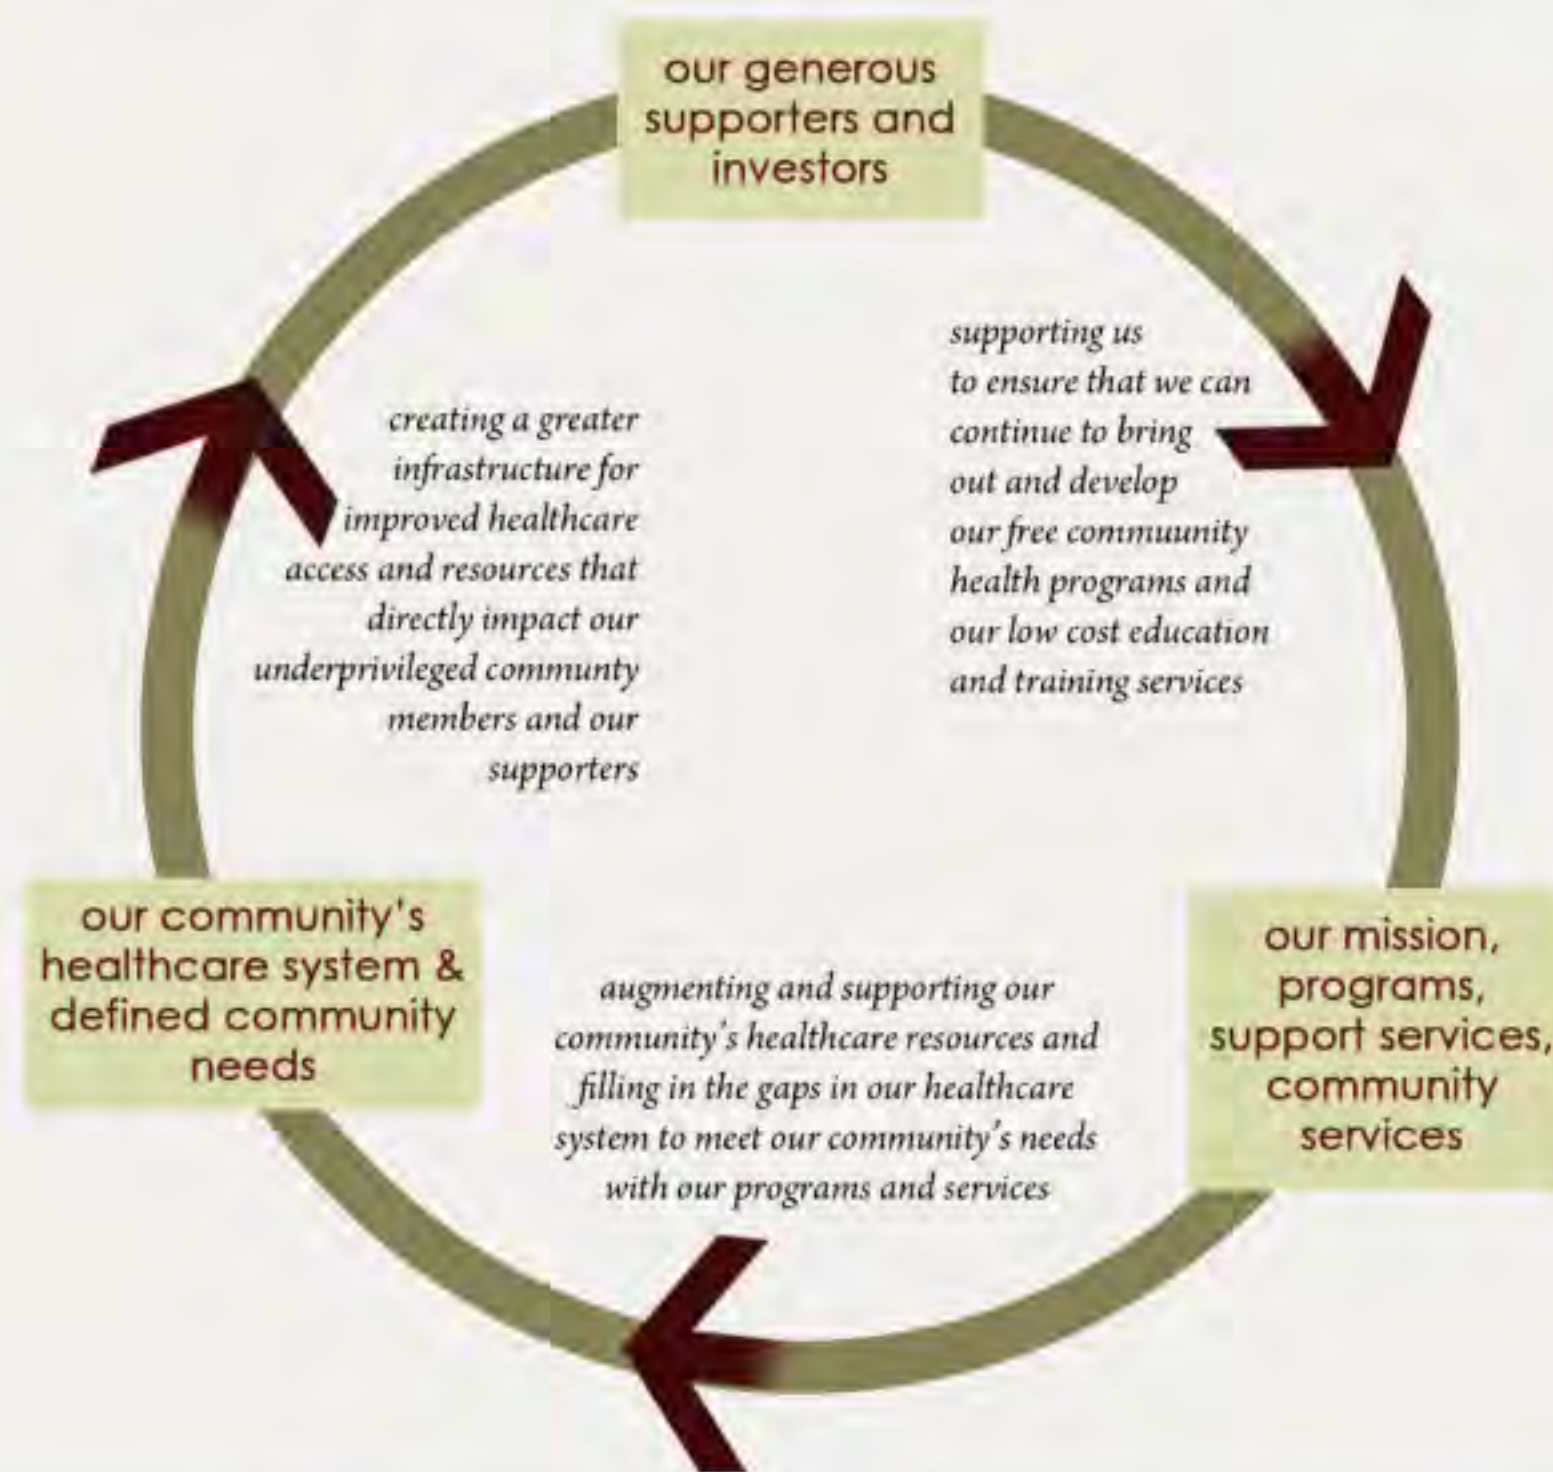 our generous
supporters and
investors
supporting us
to ensure that we can
continue to bring
out and develop
our free commuunity
health programs and
our low cost education
and training services
our mission,
programs,
support services,
community
services
augmenting and supporting our
community's healthcare resources and
filling in the gaps in our healthcare
system to meet our community's needs
with our programs and services
our community's
healthcare system &
defined community
needs
creating a greater
infrastructure for
improved healthcare
access and resources that
directly impact our
underprivileged communty
members and our
supporters